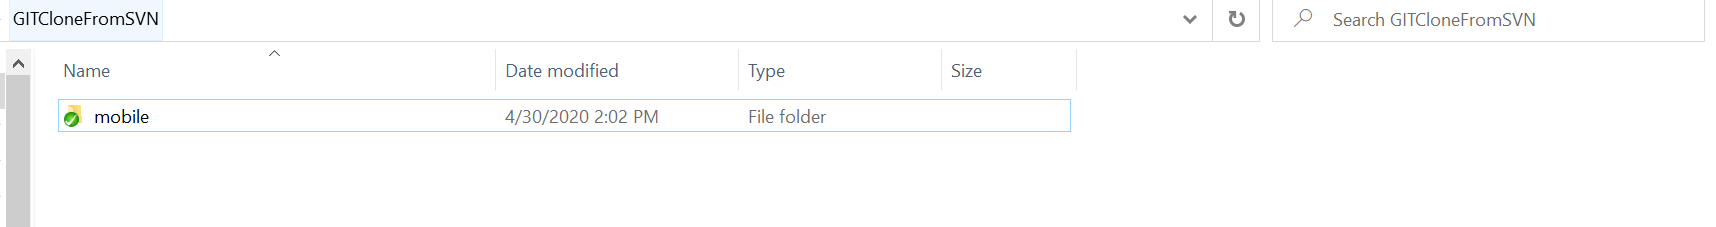 GITCloneFromSVN Search GITCloneFromSVN
Name Date modified Type Size
mobile 4/30/2020 2:02 PM File folder